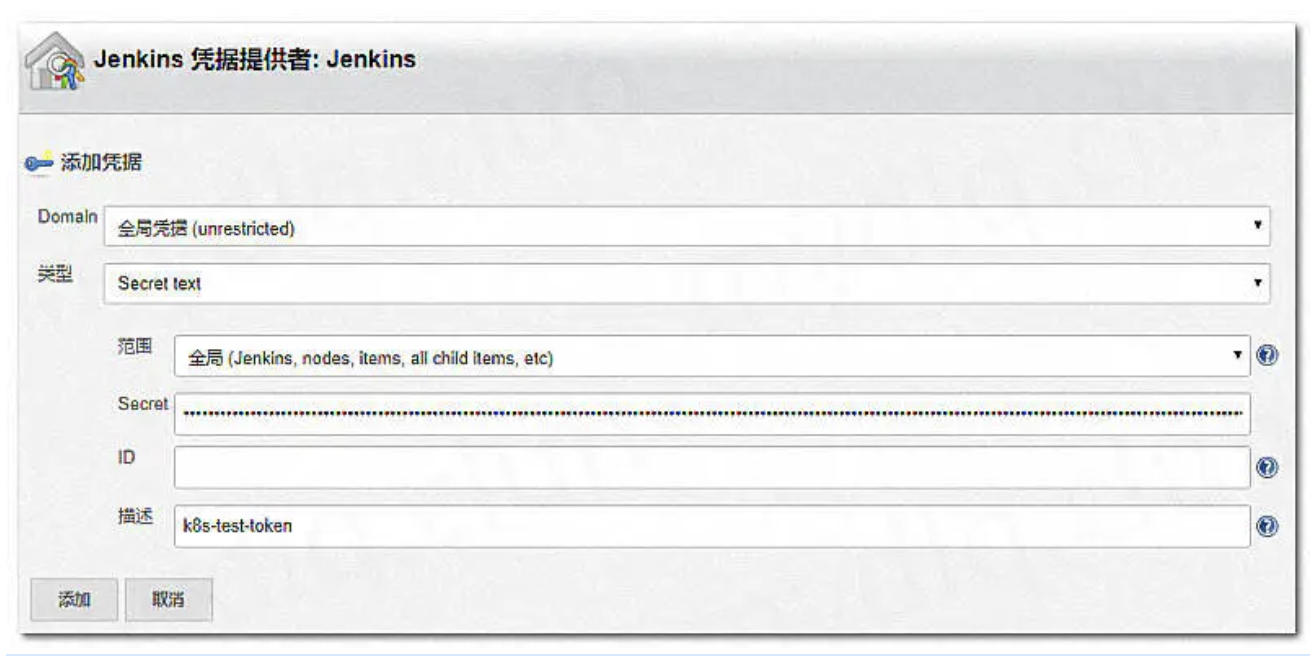 Jenkins 凭据提供者: Jenkins
添加凭据
Domain 全局凭据 (unrestricted)
类型 Secret text
范围 全局 (Jenkins, nodes, items, all child items, etc)
Secret
ID
描述 k8s-test-token
添加 取消